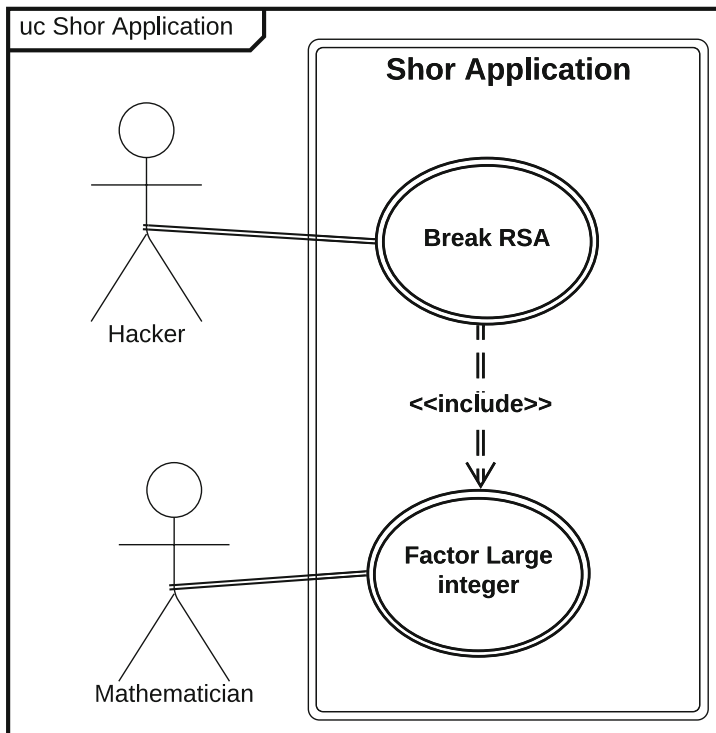 uc Shor Application
Shor Application
Break RSA
Hacker
<<include>>
Factor Large
integer
Mathematician